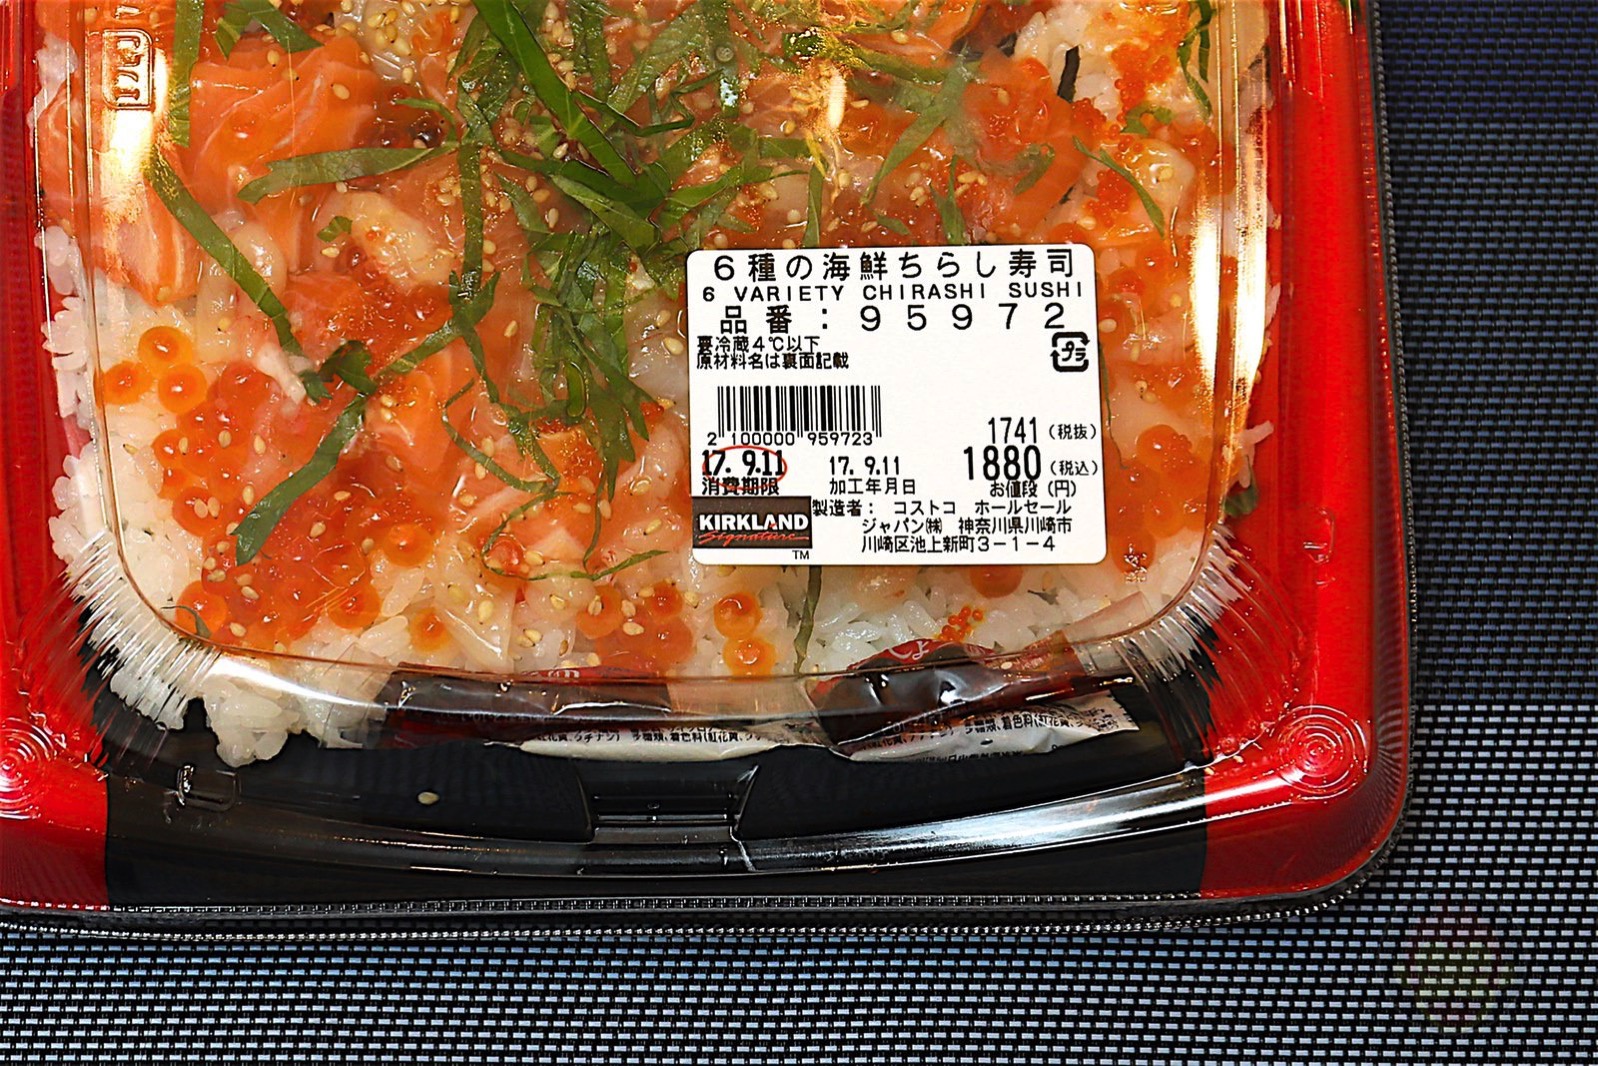 6種の海鮮ちらし寿司
6 VARIETY CHIRASHI SUSHI
品番:95972
要冷蔵4℃以下
原材料名は裏面記載
プラ
2 100000 959723
1741(税抜)
17. 9.11 17. 9.11 1880(税込)
消費期限 加工年月日 お値段(円)
KIRKLAND
Signature
TM
製造者: コストコ ホールセール
ジャパン㈱ 神奈川県川崎市
川崎区池上新町3-1-4